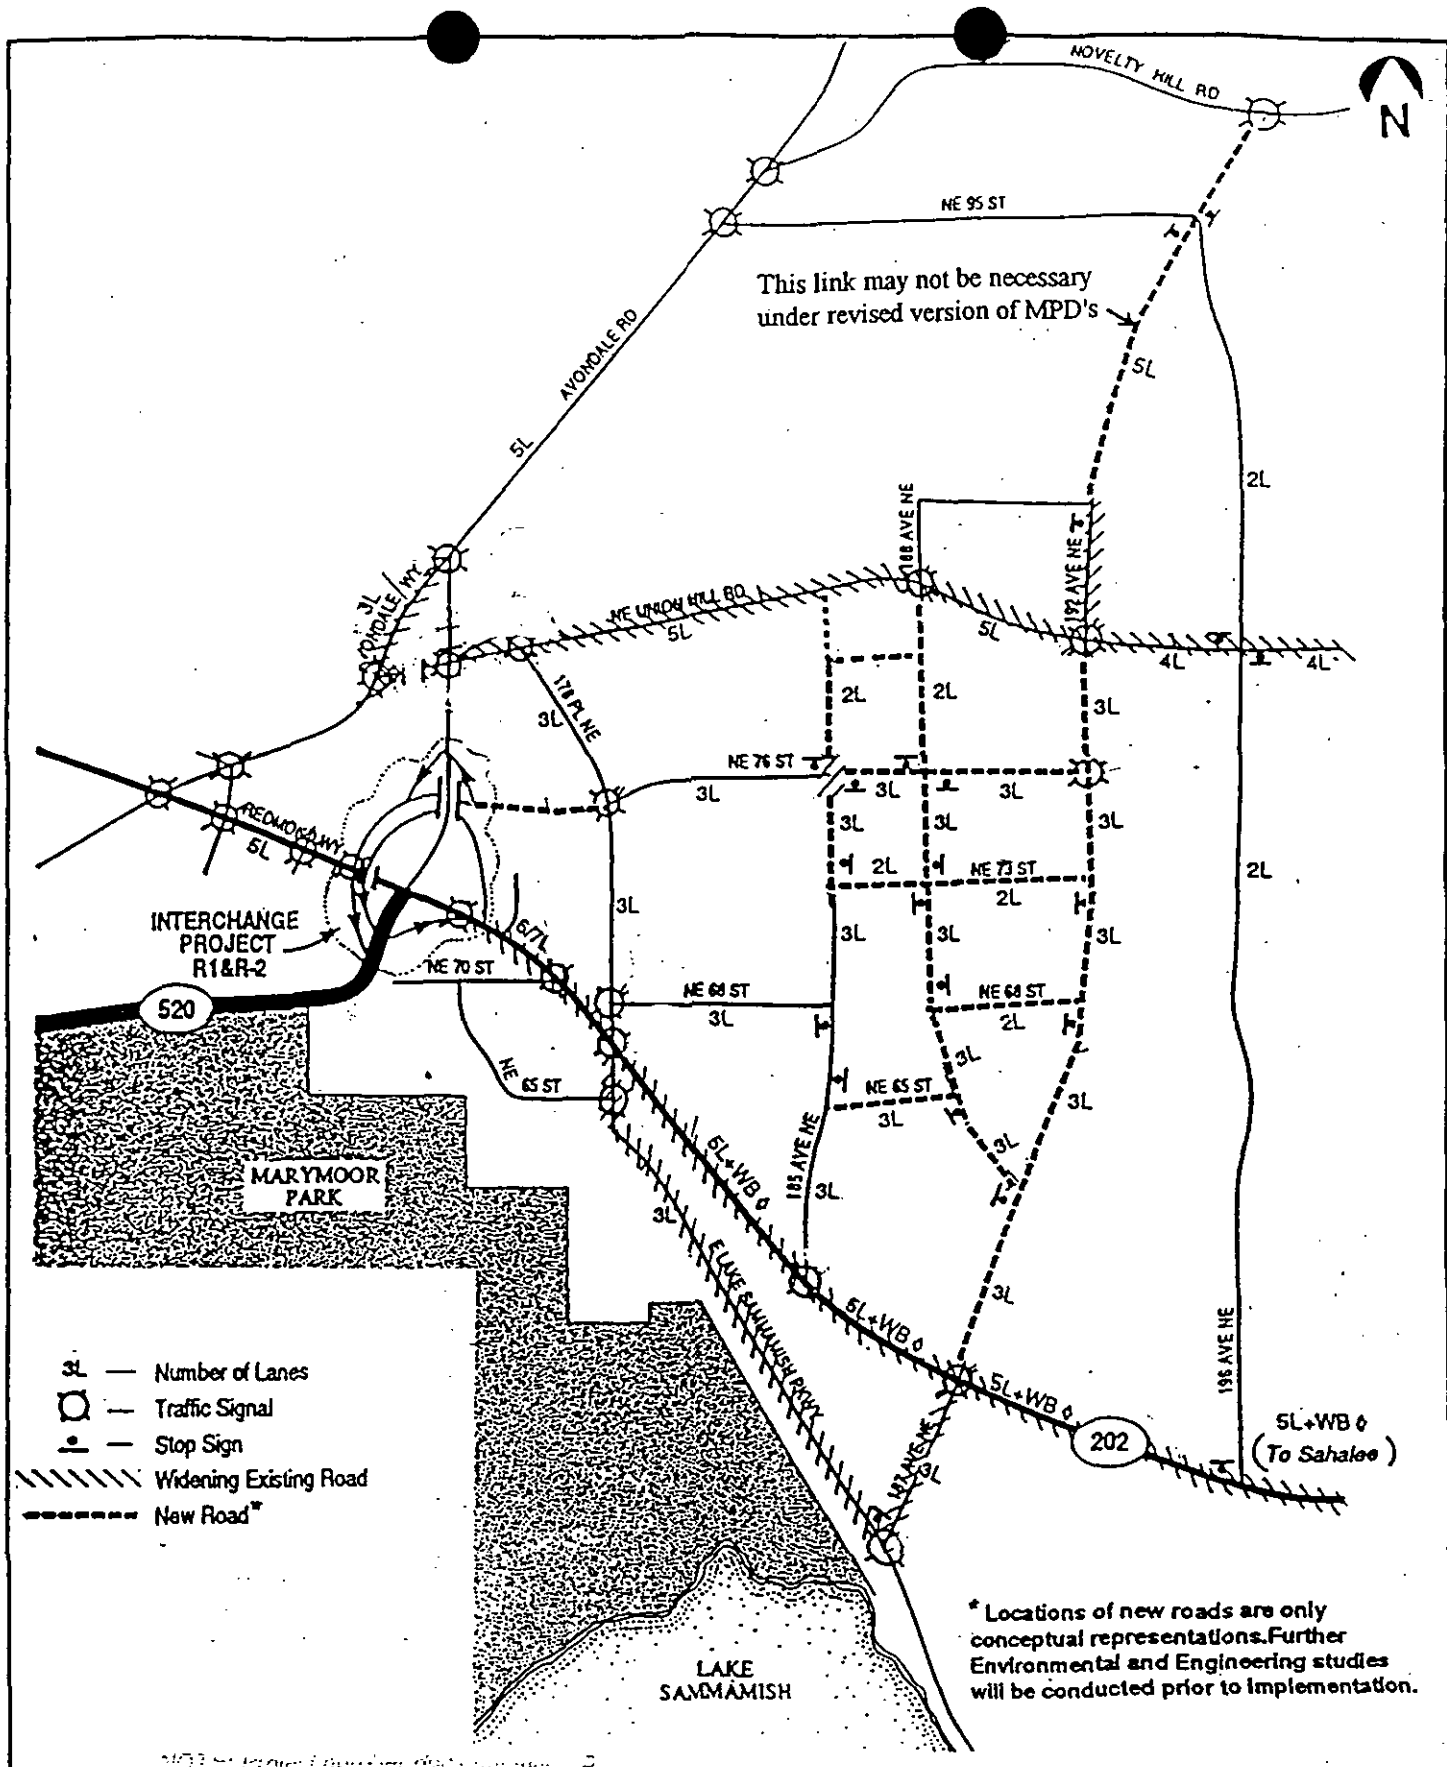 NOVELTY HILL RD
N
NE 95 ST
This link may not be necessary
under revised version of MPD's
AVONDALE RD
5L
5L
2L
188 AVE NE
192 AVE NE
3L
NE UNION HILL RD
5L
5L
4L
4L
178 PL NE
3L
2L
2L
3L
NE 76 ST
3L
3L
3L
REDMOND WY
5L
3L
3L
3L
2L
NE 73 ST
2L
2L
INTERCHANGE
PROJECT
R1&R-2
6/7L
3L
3L
3L
3L
NE 70 ST
NE 68 ST
3L
NE 68 ST
2L
520
NE 65 ST
3L
NE 65 ST
3L
3L
3L
MARYMOOR
PARK
5L+WB ◊
185 AVE NE
3L
3L
E LAKE SAMMAMISH PKWY
3L
5L+WB ◊
5L+WB ◊
196 AVE NE
202
5L+WB ◊
(To Sahalee)
187 AVE NE
3L
3L — Number of Lanes
— Traffic Signal
— Stop Sign
Widening Existing Road
New Road*
* Locations of new roads are only
conceptual representations.Further
Environmental and Engineering studies
will be conducted prior to implementation.
LAKE
SAMMAMISH